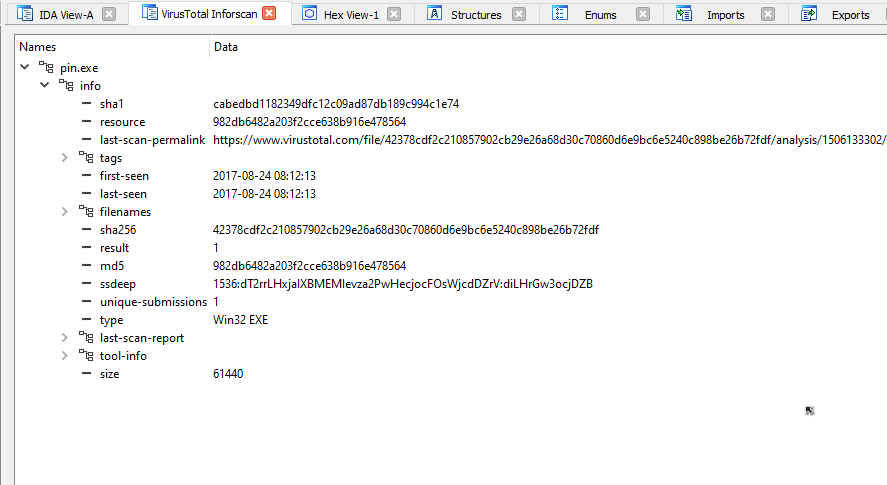 IDA View-A VirusTotal Inforscan Hex View-1 Structures Enums Imports Exports
Names Data
pin.exe
info
sha1 cabedbd1182349dfc12c09ad87db189c994c1e74
resource 982db6482a203f2cce638b916e478564
last-scan-permalink https://www.virustotal.com/file/42378cdf2c210857902cb29e26a68d30c70860d6e9bc6e5240c898be26b72fdf/analysis/1506133302/
tags
first-seen 2017-08-24 08:12:13
last-seen 2017-08-24 08:12:13
filenames
sha256 42378cdf2c210857902cb29e26a68d30c70860d6e9bc6e5240c898be26b72fdf
result 1
md5 982db6482a203f2cce638b916e478564
ssdeep 1536:dT2rrLHxjaIXBMEMIevza2PwHecjocFOsWjcdDZrV:diLHrGw3ocjDZB
unique-submissions 1
type Win32 EXE
last-scan-report
tool-info
size 61440